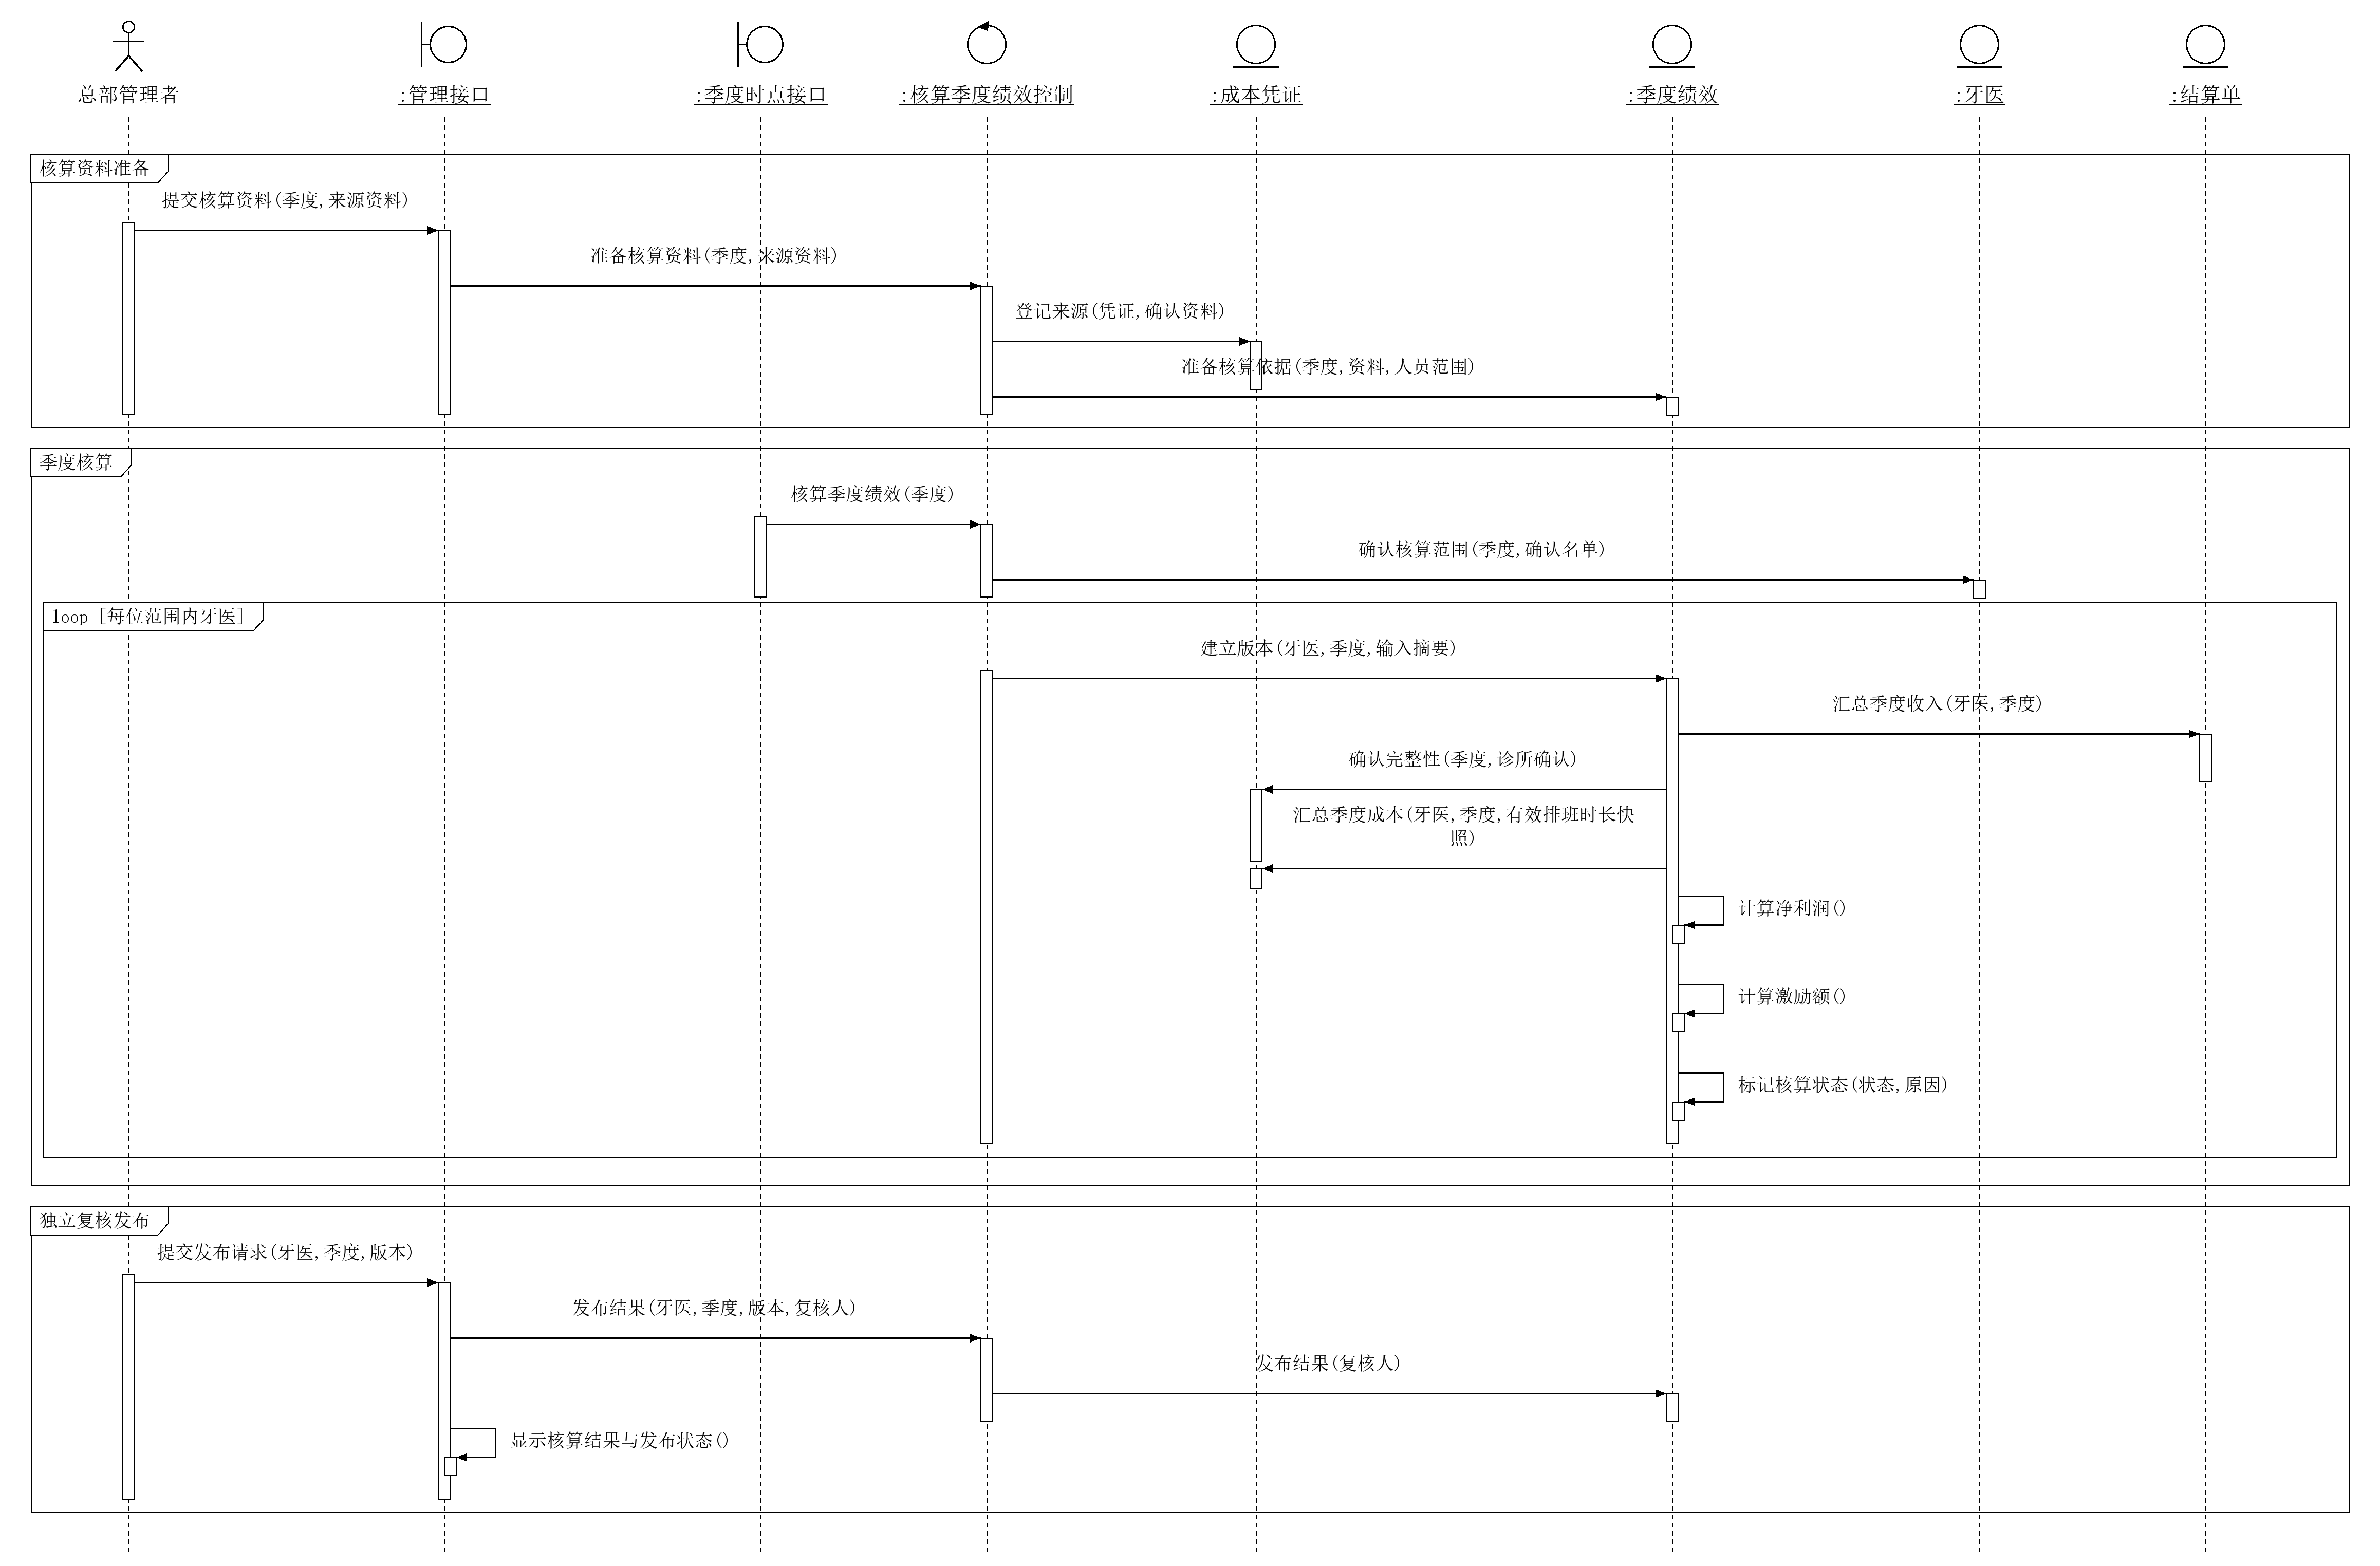 总部管理者
:管理接口
:季度时点接口
:核算季度绩效控制
:成本凭证
:季度绩效
:牙医
:结算单
核算资料准备
提交核算资料(季度,来源资料)
准备核算资料(季度,来源资料)
登记来源(凭证,确认资料)
准备核算依据(季度,资料,人员范围)
季度核算
核算季度绩效(季度)
确认核算范围(季度,确认名单)
loop [每位范围内牙医]
建立版本(牙医,季度,输入摘要)
汇总季度收入(牙医,季度)
确认完整性(季度,诊所确认)
汇总季度成本(牙医,季度,有效排班时长快
照)
计算净利润()
计算激励额()
标记核算状态(状态,原因)
独立复核发布
提交发布请求(牙医,季度,版本)
发布结果(牙医,季度,版本,复核人)
发布结果(复核人)
显示核算结果与发布状态()